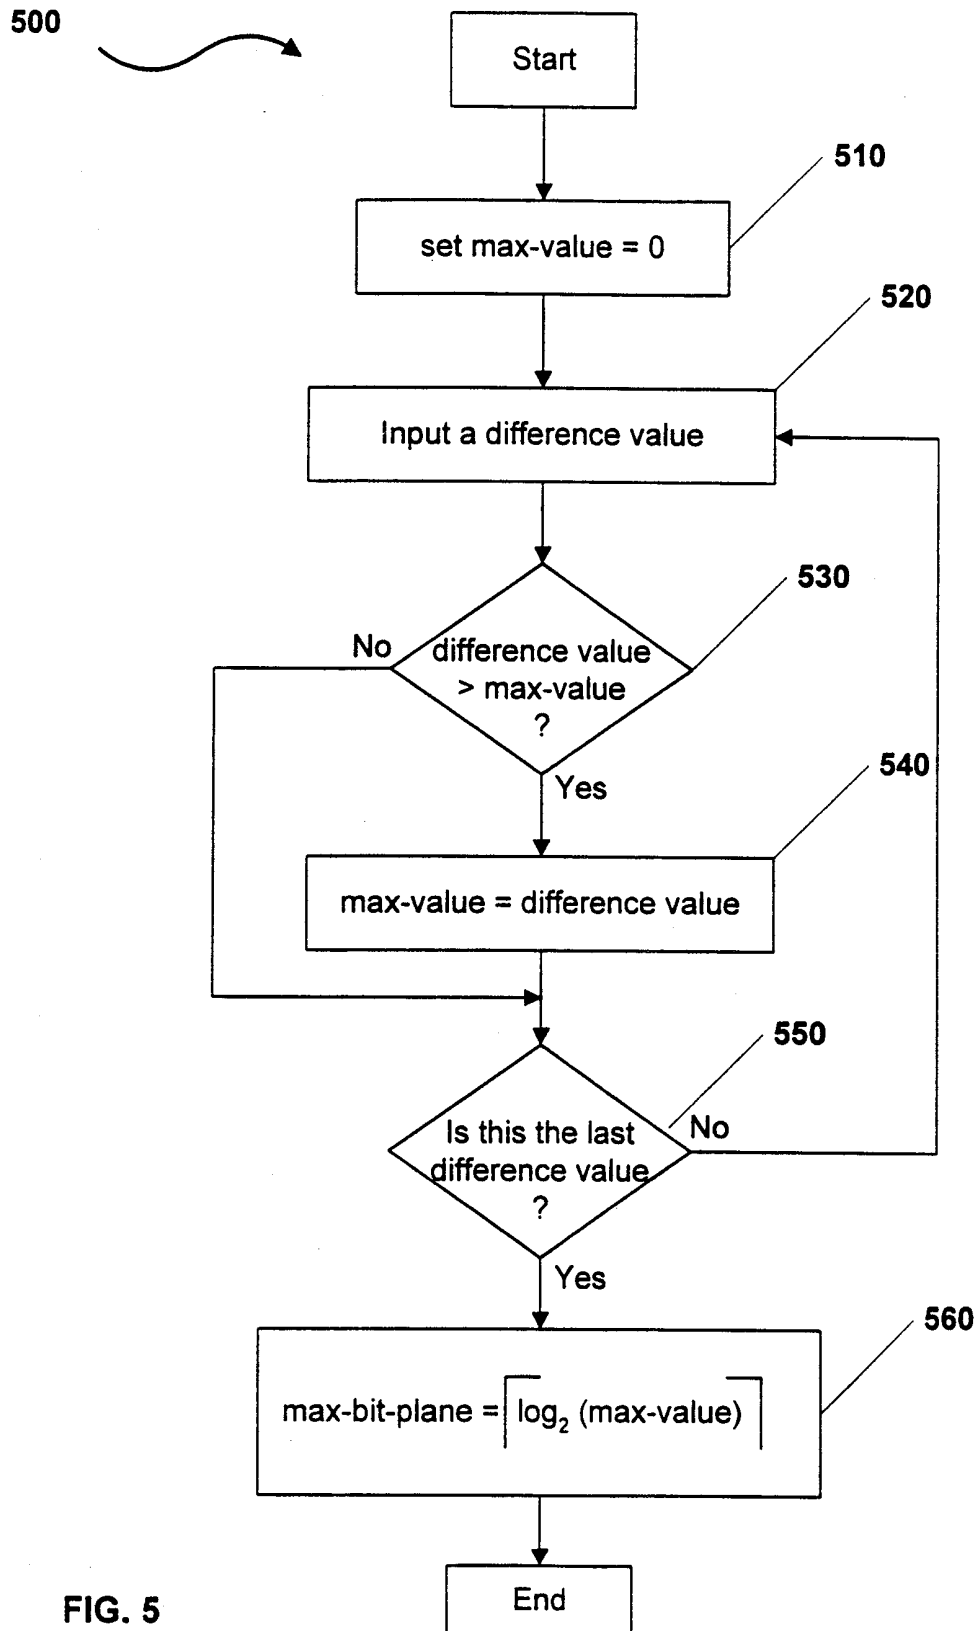 500
Start
510
set max-value = 0
520
Input a difference value
530
No
difference value
> max-value
?
Yes
540
max-value = difference value
550
Is this the last
difference value
?
No
Yes
560
max-bit-plane = ⌈log₂ (max-value)⌉
End
FIG. 5